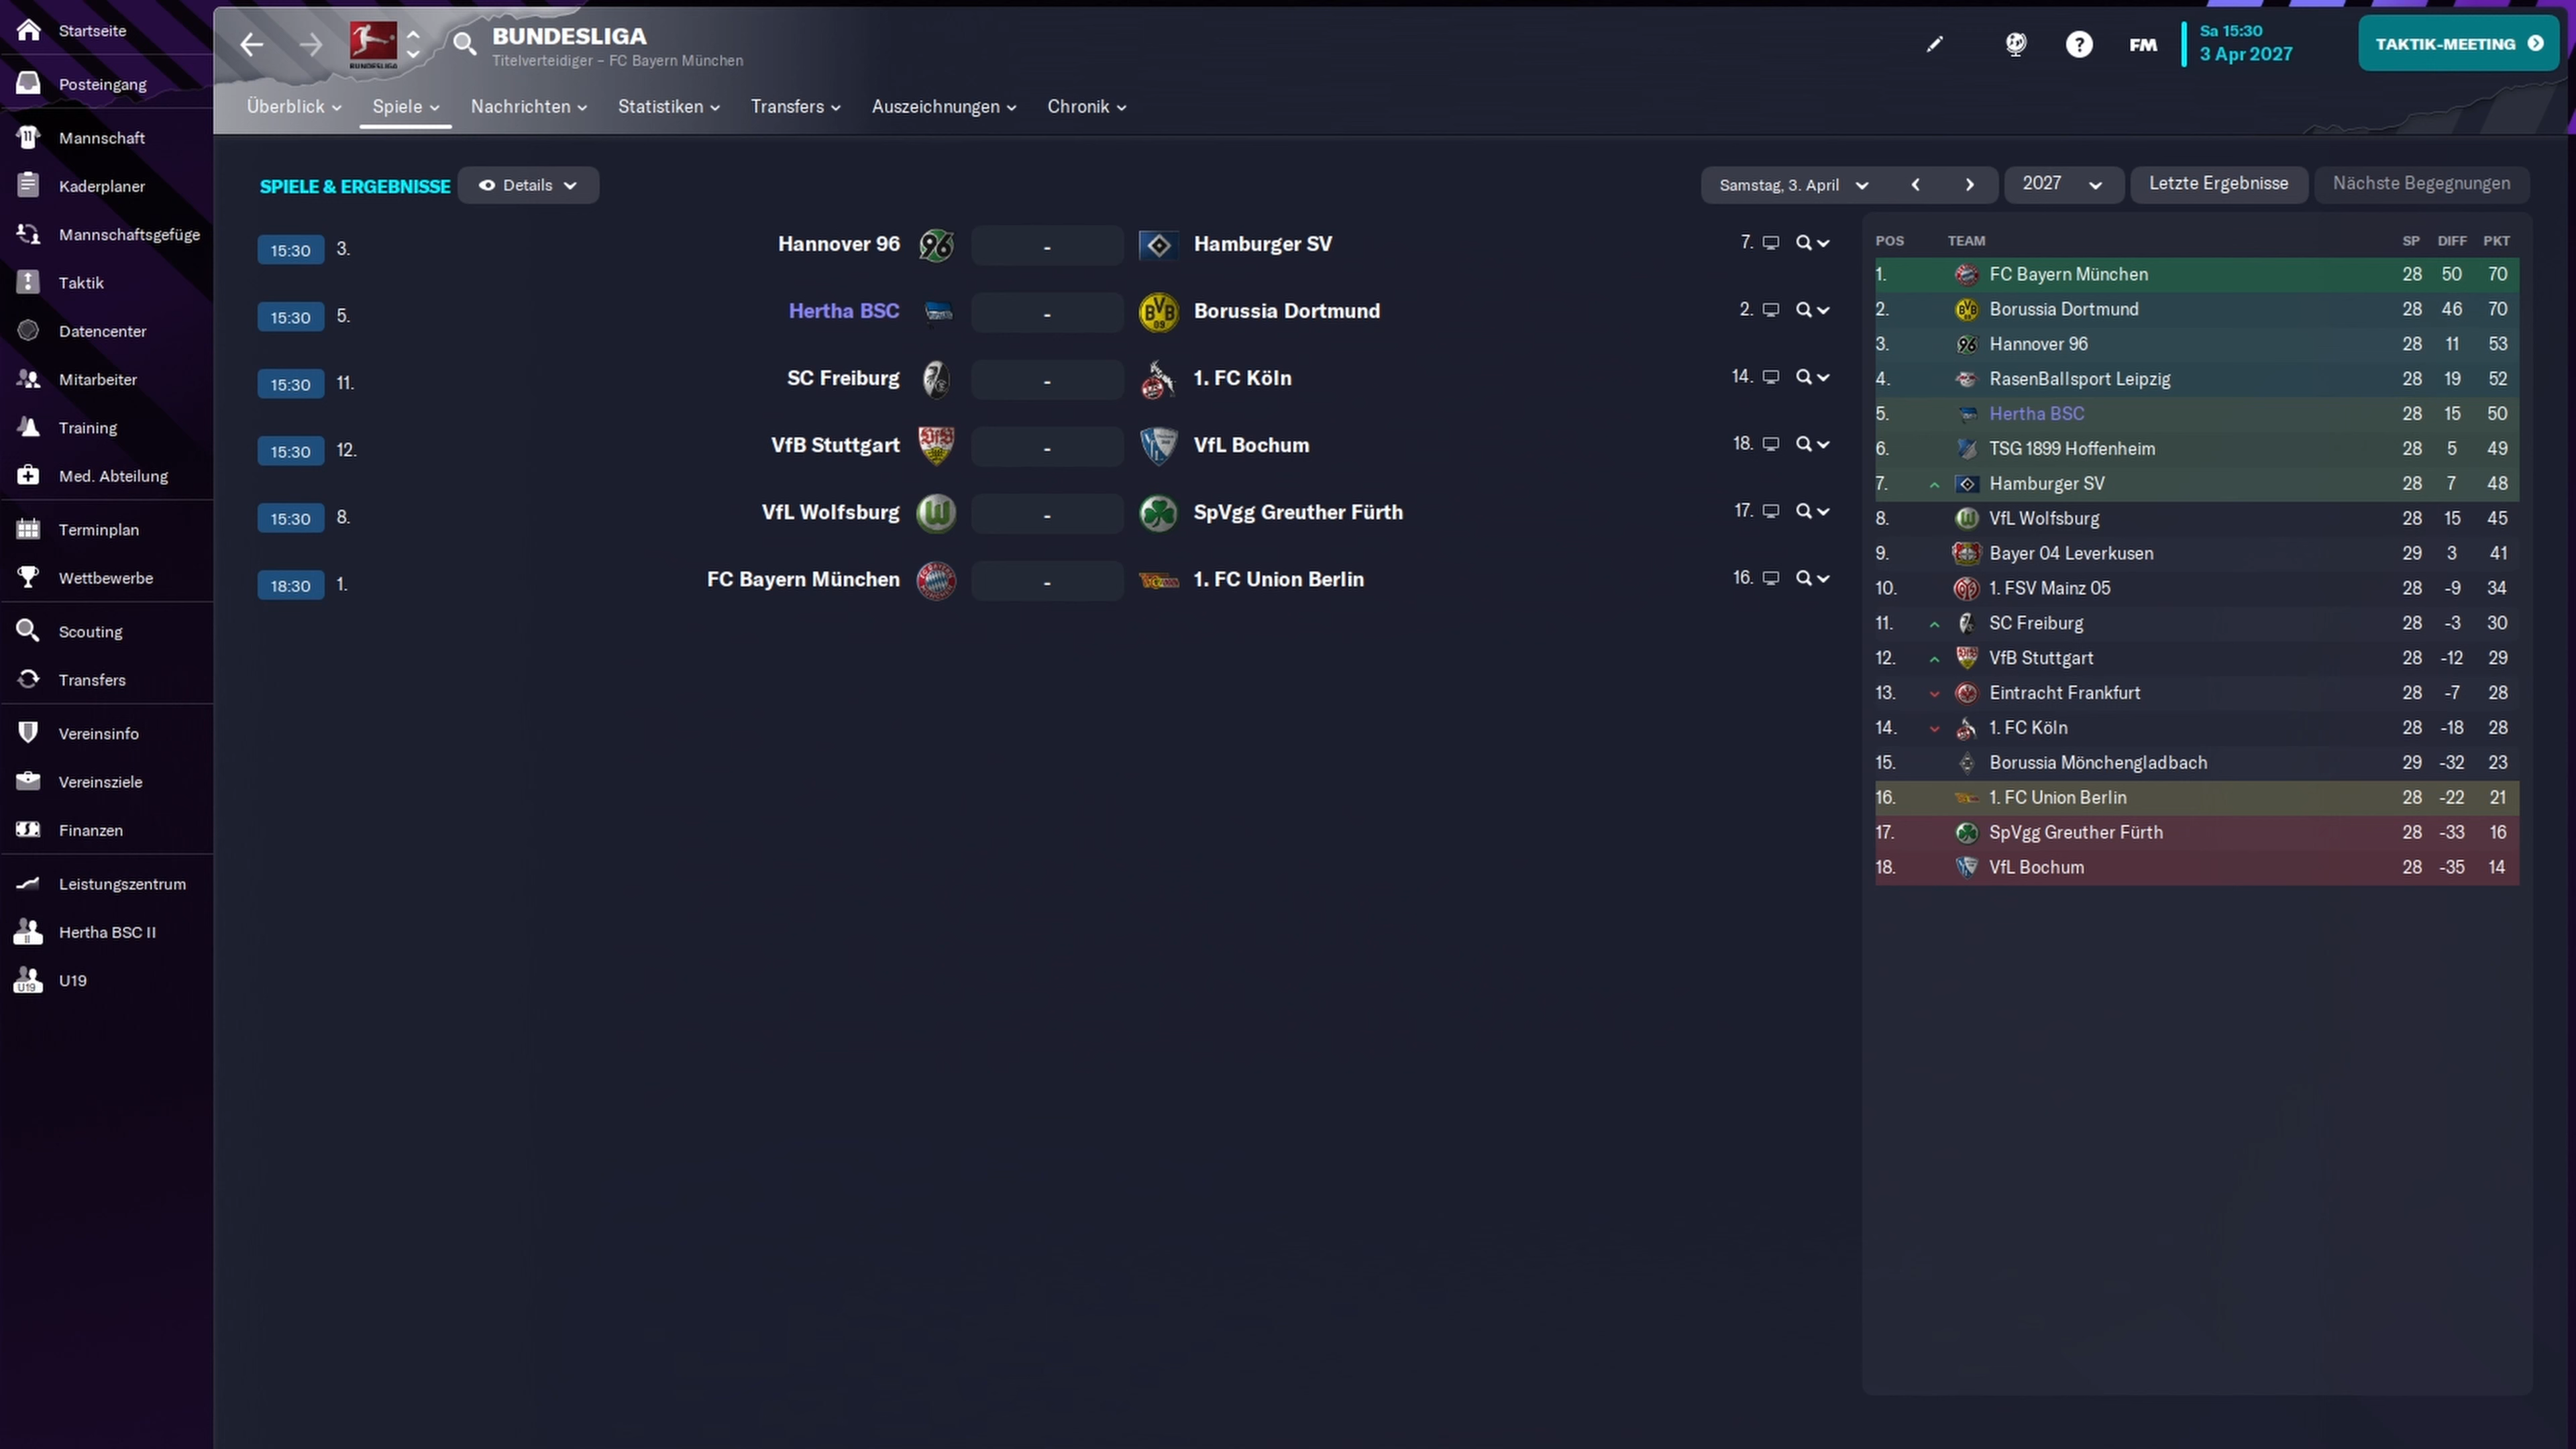 Startseite
Posteingang
Mannschaft
Kaderplaner
Mannschaftsgefüge
Taktik
Datencenter
Mitarbeiter
Training
Med. Abteilung
Terminplan
Wettbewerbe
Scouting
Transfers
Vereinsinfo
Vereinsziele
Finanzen
Leistungszentrum
Hertha BSC II
U19
BUNDESLIGA
Titelverteidiger – FC Bayern München
FM
Sa 15:30
3 Apr 2027
TAKTIK-MEETING
Überblick Spiele Nachrichten Statistiken Transfers Auszeichnungen Chronik
SPIELE & ERGEBNISSE Details
Samstag, 3. April 2027 Letzte Ergebnisse Nächste Begegnungen
15:30 3. Hannover 96 - Hamburger SV 7.
15:30 5. Hertha BSC - Borussia Dortmund 2.
15:30 11. SC Freiburg - 1. FC Köln 14.
15:30 12. VfB Stuttgart - VfL Bochum 18.
15:30 8. VfL Wolfsburg - SpVgg Greuther Fürth 17.
18:30 1. FC Bayern München - 1. FC Union Berlin 16.
POS TEAM SP DIFF PKT
1. FC Bayern München 28 50 70
2. Borussia Dortmund 28 46 70
3. Hannover 96 28 11 53
4. RasenBallsport Leipzig 28 19 52
5. Hertha BSC 28 15 50
6. TSG 1899 Hoffenheim 28 5 49
7. Hamburger SV 28 7 48
8. VfL Wolfsburg 28 15 45
9. Bayer 04 Leverkusen 29 3 41
10. 1. FSV Mainz 05 28 -9 34
11. SC Freiburg 28 -3 30
12. VfB Stuttgart 28 -12 29
13. Eintracht Frankfurt 28 -7 28
14. 1. FC Köln 28 -18 28
15. Borussia Mönchengladbach 29 -32 23
16. 1. FC Union Berlin 28 -22 21
17. SpVgg Greuther Fürth 28 -33 16
18. VfL Bochum 28 -35 14